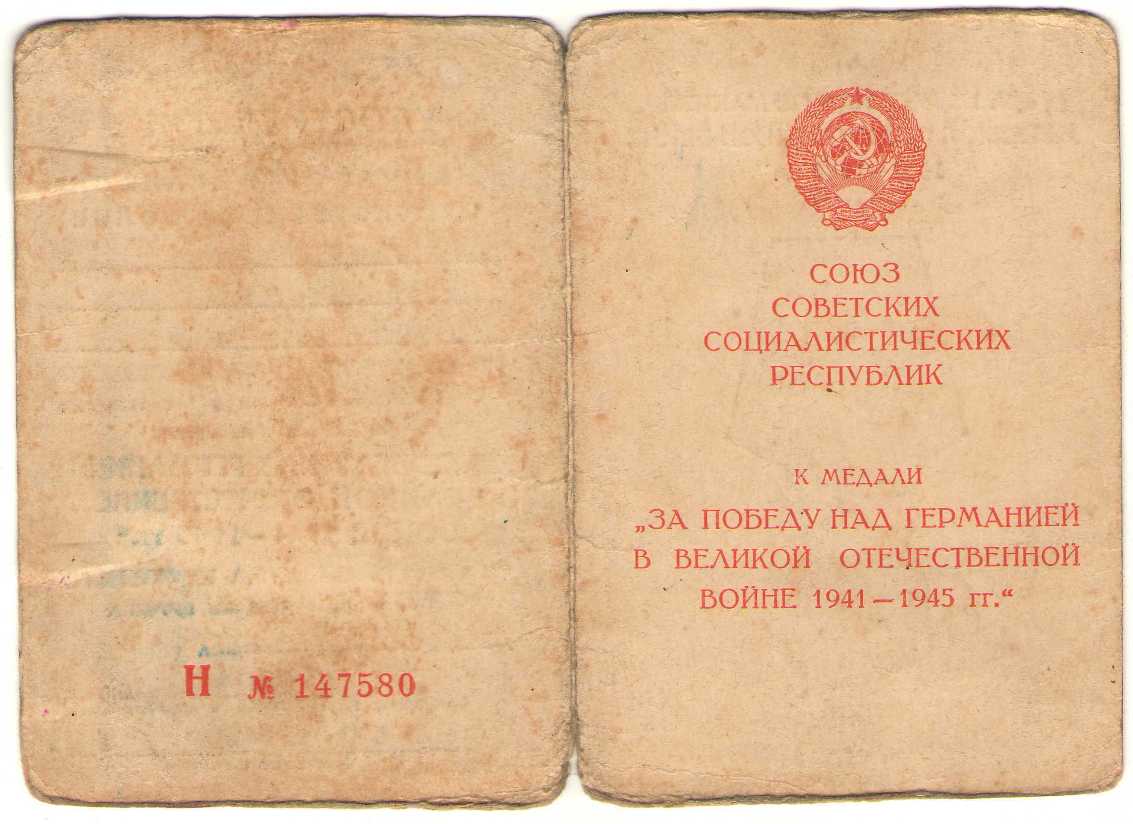 Н № 147580
СОЮЗ
СОВЕТСКИХ
СОЦИАЛИСТИЧЕСКИХ
РЕСПУБЛИК
К МЕДАЛИ
„ЗА ПОБЕДУ НАД ГЕРМАНИЕЙ
В ВЕЛИКОЙ ОТЕЧЕСТВЕННОЙ
ВОЙНЕ 1941—1945 гг.“